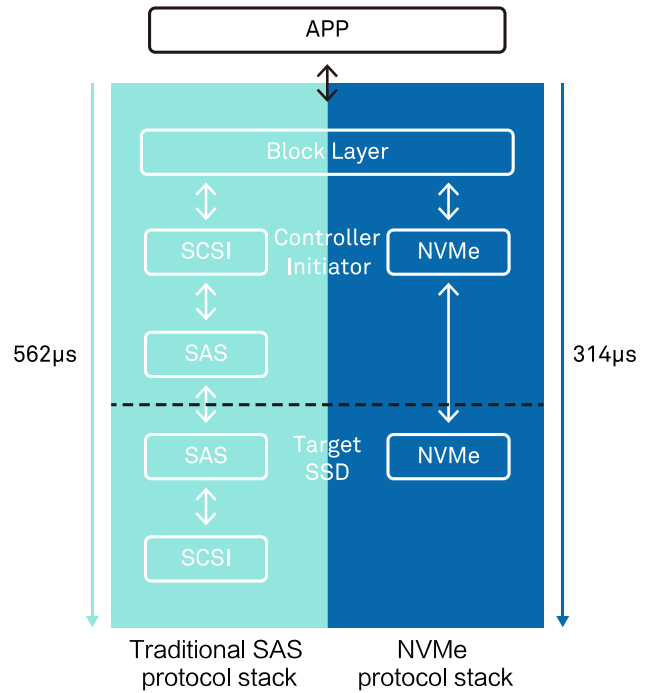 APP
Block Layer
SCSI
Controller
Initiator
NVMe
SAS
562µs
314µs
SAS
Target
SSD
NVMe
SCSI
Traditional SAS
protocol stack
NVMe
protocol stack